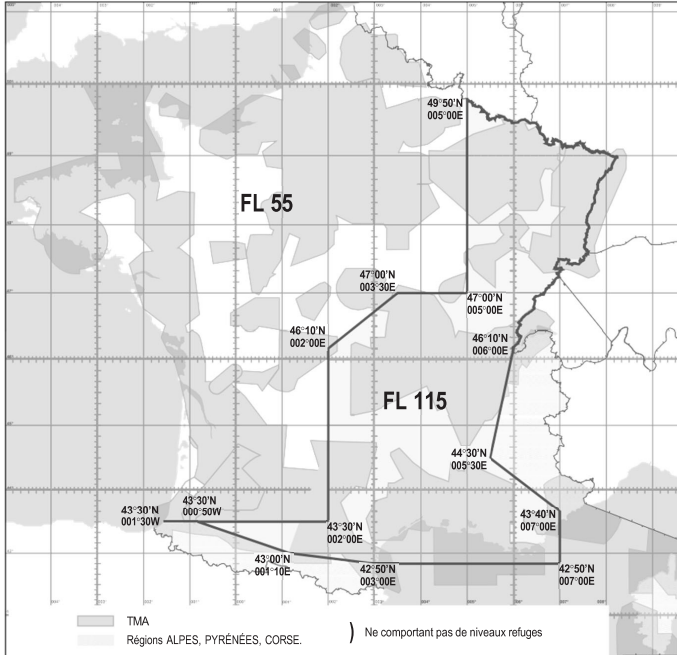 49°50'N
005°00E
FL 55
47°00'N
003°30E
47°00'N
005°00E
46°10'N
002°00E
46°10'N
006°00E
FL 115
44°30'N
005°30E
43°30'N
000°50W
43°30'N
001°30W
43°40'N
007°00E
43°30'N
002°00E
43°00'N
001°10E
42°50'N
003°00E
42°50'N
007°00E
TMA
Régions ALPES, PYRÉNÉES, CORSE.
) Ne comportant pas de niveaux refuges